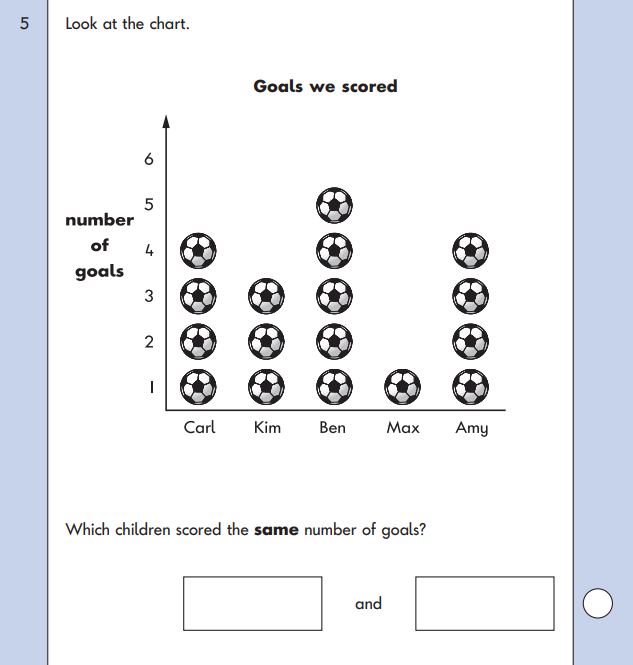 5 Look at the chart.
Goals we scored
6
5
number
of
goals
4
3
2
1
Carl Kim Ben Max Amy
Which children scored the same number of goals?
and